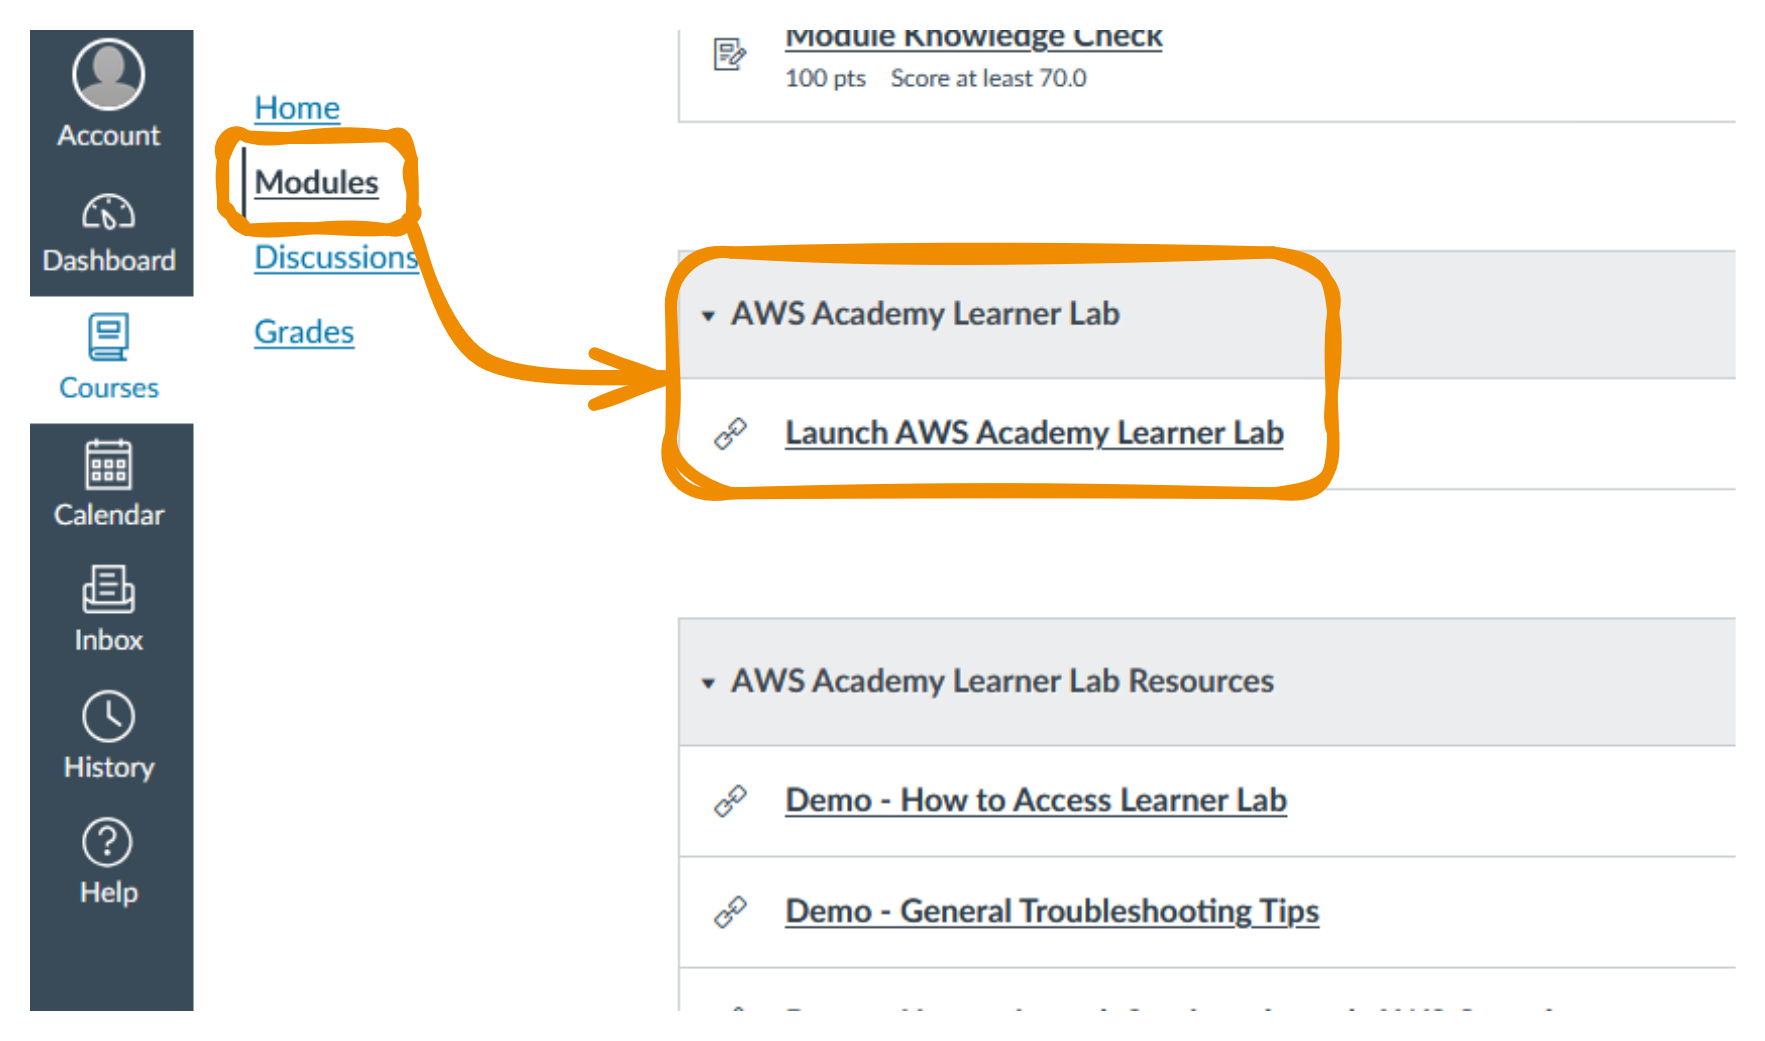 Account
Dashboard
Courses
Calendar
Inbox
History
Help
Home
Modules
Discussions
Grades
Module Knowledge Check
100 pts Score at least 70.0
AWS Academy Learner Lab
Launch AWS Academy Learner Lab
AWS Academy Learner Lab Resources
Demo - How to Access Learner Lab
Demo - General Troubleshooting Tips